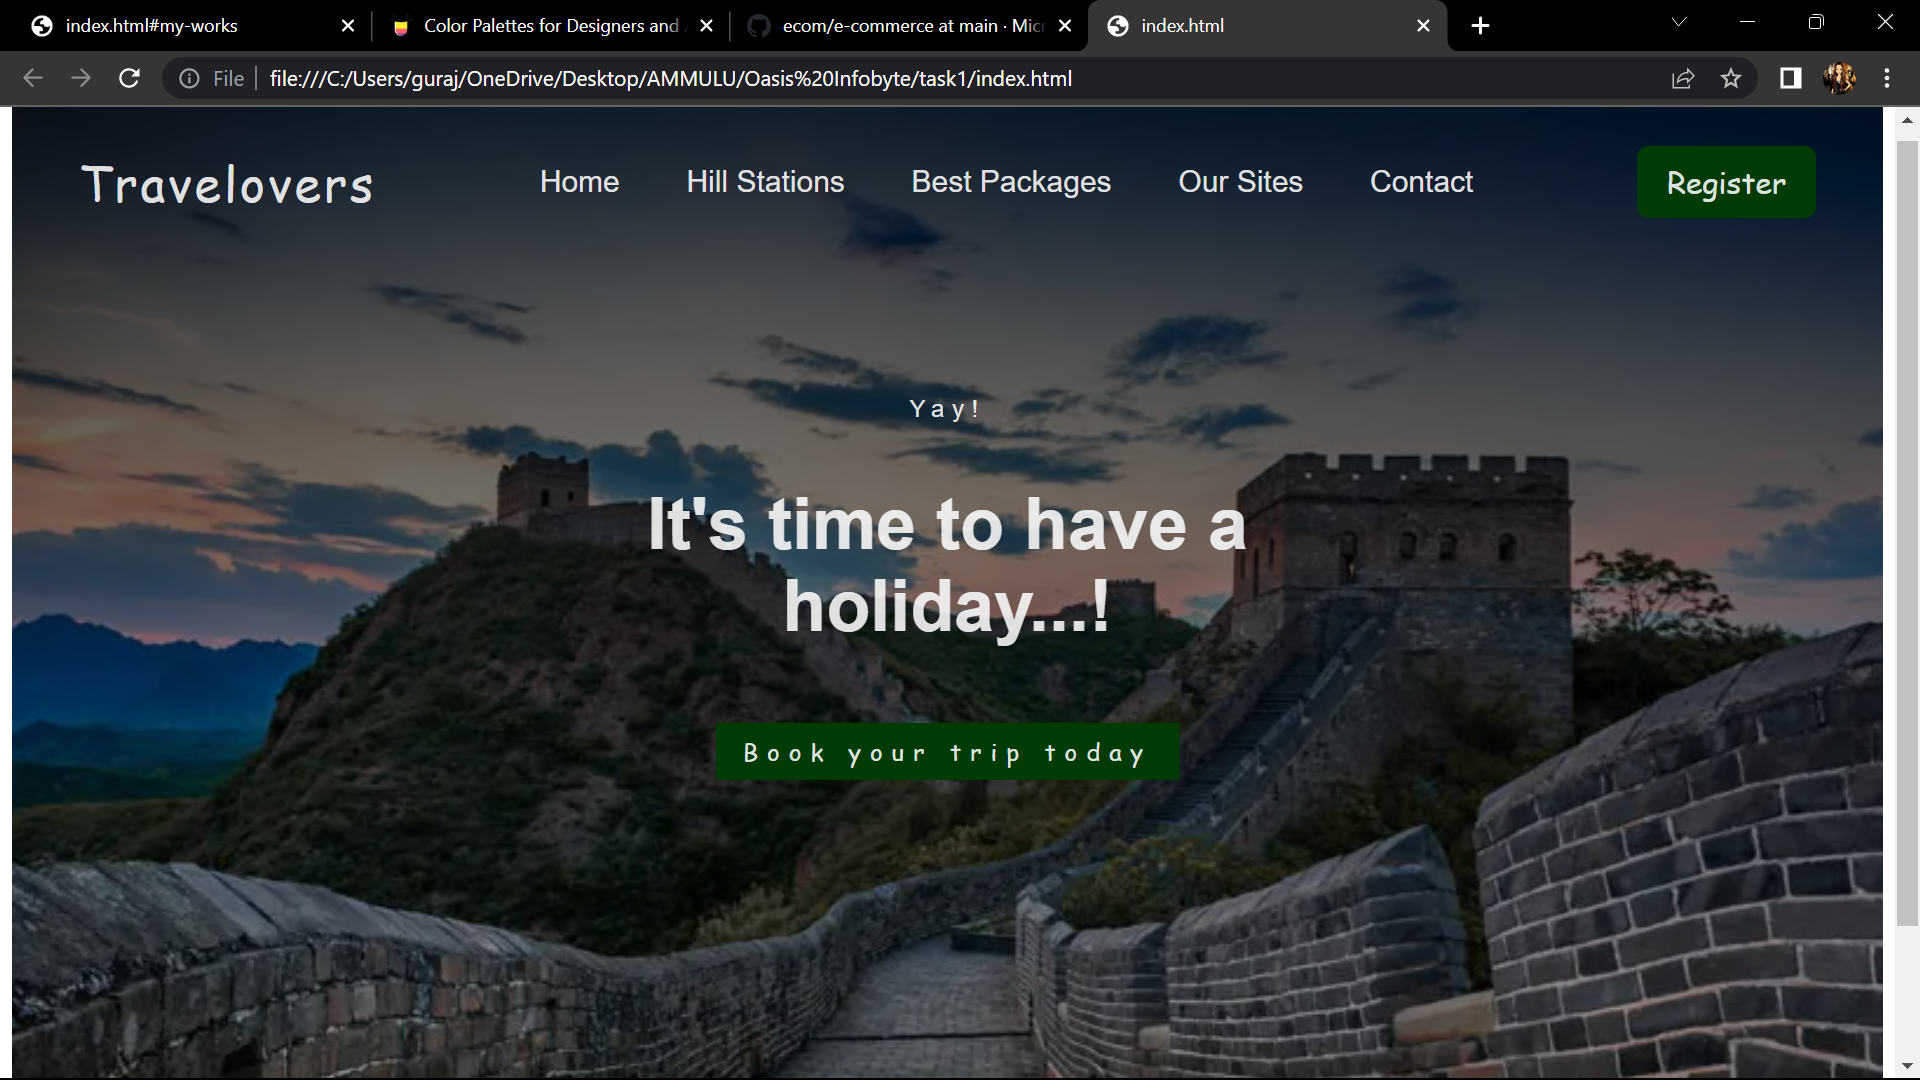 index.html#my-works
Color Palettes for Designers and
ecom/e-commerce at main · Micr
index.html
File
file:///C:/Users/guraj/OneDrive/Desktop/AMMULU/Oasis%20Infobyte/task1/index.html
Travelovers
Home
Hill Stations
Best Packages
Our Sites
Contact
Register
Yay!
It's time to have a
holiday...!
Book your trip today